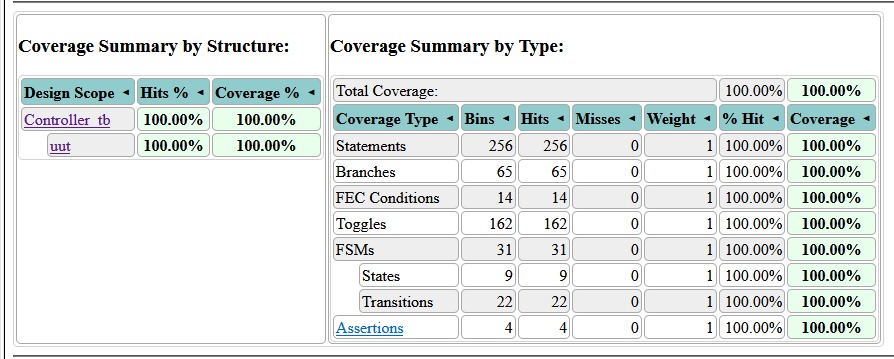 Coverage Summary by Structure:
Design Scope ◄ Hits % ◄ Coverage % ◄
Controller_tb 100.00% 100.00%
uut 100.00% 100.00%
Coverage Summary by Type:
Total Coverage: 100.00% 100.00%
Coverage Type ◄ Bins ◄ Hits ◄ Misses ◄ Weight ◄ % Hit ◄ Coverage ◄
Statements 256 256 0 1 100.00% 100.00%
Branches 65 65 0 1 100.00% 100.00%
FEC Conditions 14 14 0 1 100.00% 100.00%
Toggles 162 162 0 1 100.00% 100.00%
FSMs 31 31 0 1 100.00% 100.00%
States 9 9 0 1 100.00% 100.00%
Transitions 22 22 0 1 100.00% 100.00%
Assertions 4 4 0 1 100.00% 100.00%